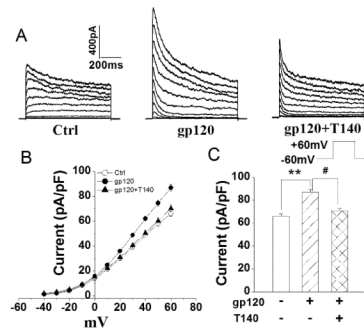 A
400pA
200ms
Ctrl gp120 gp120+T140
+60mV
-60mV
B
Ctrl
gp120
gp120+T140
Current (pA/pF)
100
80
60
40
20
0
-60 -40 -20 0 20 40 60 80
mV
C
** #
Current (pA/pF)
100
80
60
40
20
0
gp120 - + +
T140 - - +